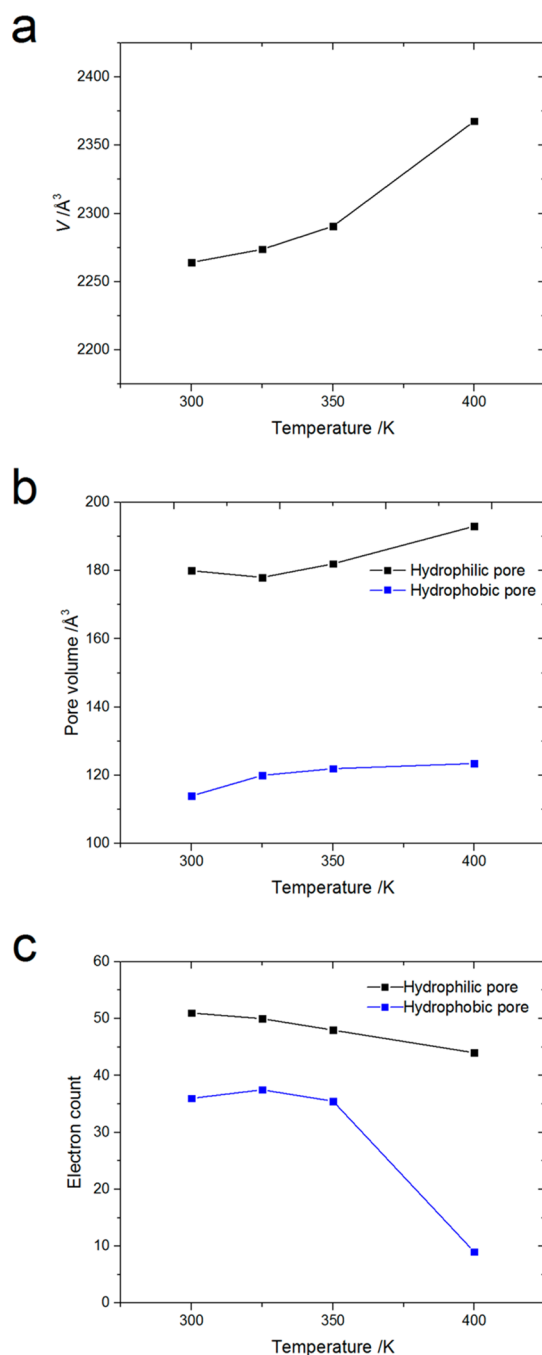 a
2400
2350
2300
2250
2200
V /Å³
300
350
400
Temperature /K
b
200
180
160
140
120
100
Pore volume /Å³
Hydrophilic pore
Hydrophobic pore
300
350
400
Temperature /K
c
60
50
40
30
20
10
0
Electron count
Hydrophilic pore
Hydrophobic pore
300
350
400
Temperature /K